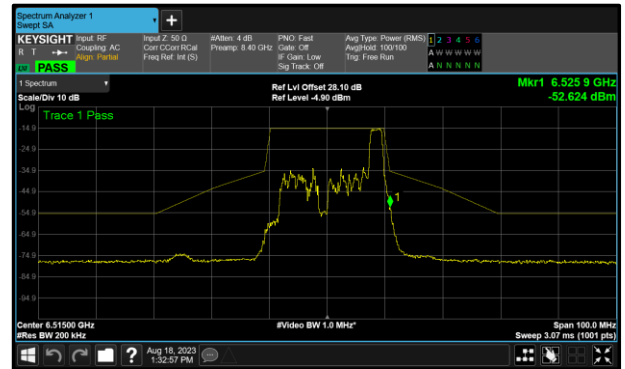 Spectrum Analyzer 1
Swept SA
+
KEYSIGHT Input: RF Input Z: 50 Ω #Atten: 4 dB PNO: Fast Avg Type: Power (RMS) 1 2 3 4 5 6
R T Coupling: AC Corr CCorr RCal Preamp: 8.40 GHz Gate: Off Avg|Hold: 100/100 A W W W W W
Align: Partial Freq Ref: Int (S) IF Gain: Low Trig: Free Run
PASS Sig Track: Off A N N N N N
1 Spectrum Ref Lvl Offset 28.10 dB Mkr1 6.525 9 GHz
Scale/Div 10 dB Ref Level -4.90 dBm -52.624 dBm
Log
Trace 1 Pass
-14.9
-24.9
-34.9
-44.9
1
-54.9
-64.9
-74.9
-84.9
-94.9
Center 6.51500 GHz #Video BW 1.0 MHz* Span 100.0 MHz
#Res BW 200 kHz Sweep 3.07 ms (1001 pts)
? Aug 18, 2023
1:32:57 PM